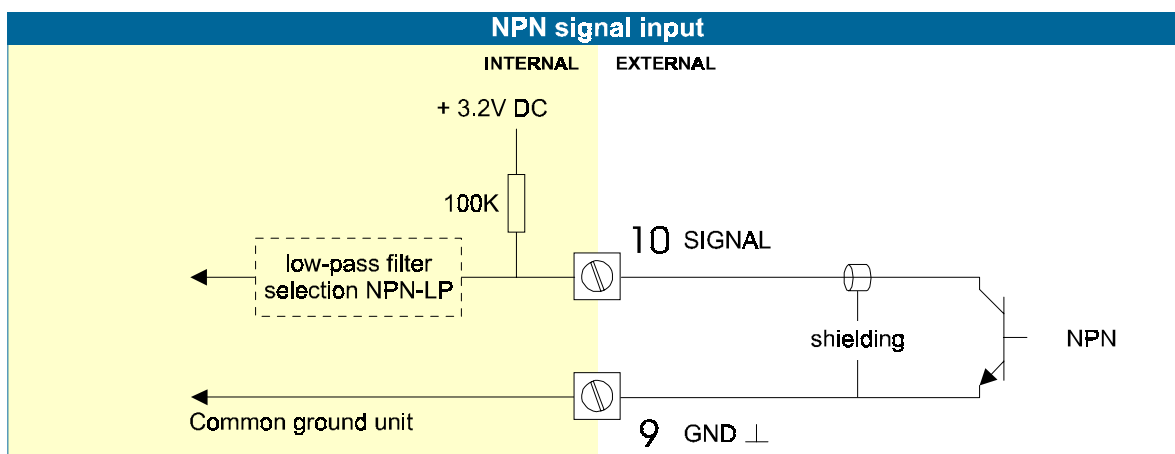 NPN signal input
INTERNAL EXTERNAL
+ 3.2V DC
100K
10 SIGNAL
low-pass filter
selection NPN-LP
shielding
NPN
Common ground unit
9 GND ⊥